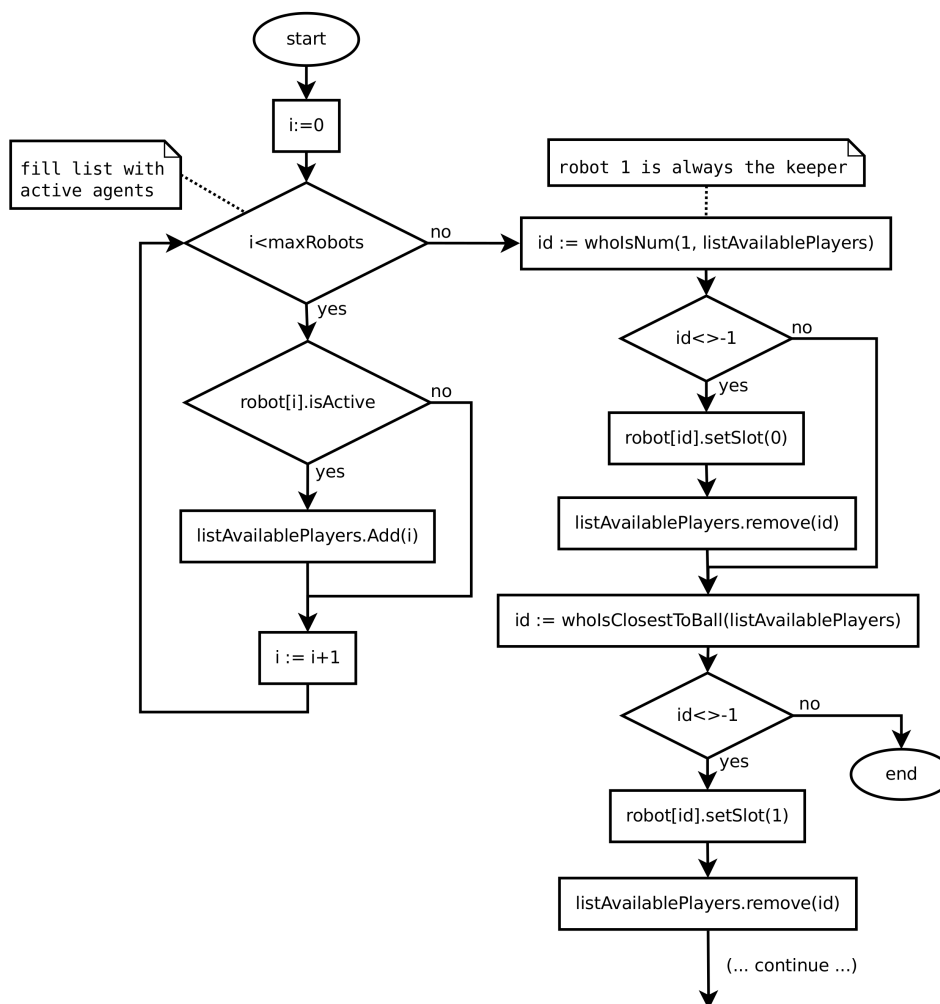 start
i:=0
fill list with
active agents
i<maxRobots
no
yes
robot[i].isActive
no
yes
listAvailablePlayers.Add(i)
i := i+1
robot 1 is always the keeper
id := whoIsNum(1, listAvailablePlayers)
id<>-1
no
yes
robot[id].setSlot(0)
listAvailablePlayers.remove(id)
id := whoIsClosestToBall(listAvailablePlayers)
id<>-1
no
yes
end
robot[id].setSlot(1)
listAvailablePlayers.remove(id)
(... continue ...)